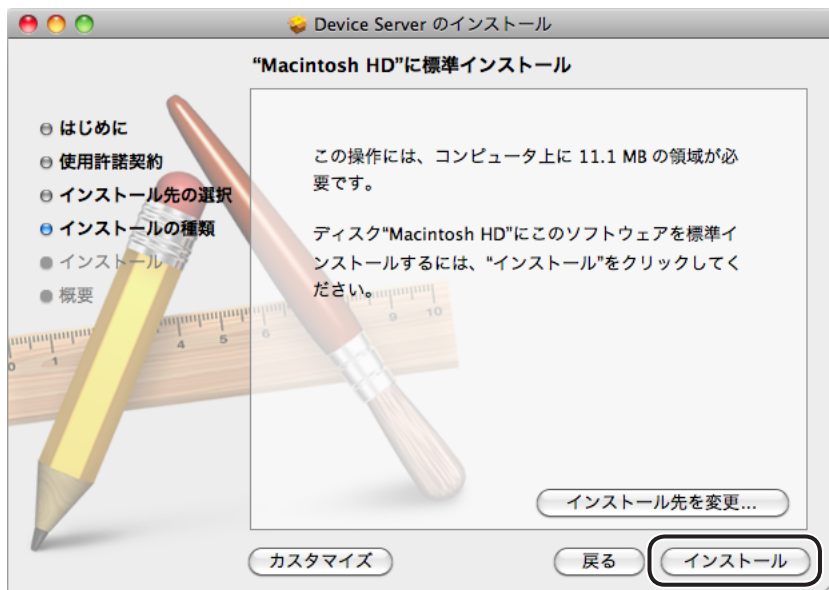 Device Server のインストール
“Macintosh HD”に標準インストール
はじめに
使用許諾契約
インストール先の選択
インストールの種類
インストール
概要
この操作には、コンピュータ上に 11.1 MB の領域が必
要です。
ディスク“Macintosh HD”にこのソフトウェアを標準イ
ンストールするには、“インストール”をクリックしてく
ださい。
0 1 4 5 6 9 10
インストール先を変更...
カスタマイズ
戻る
インストール